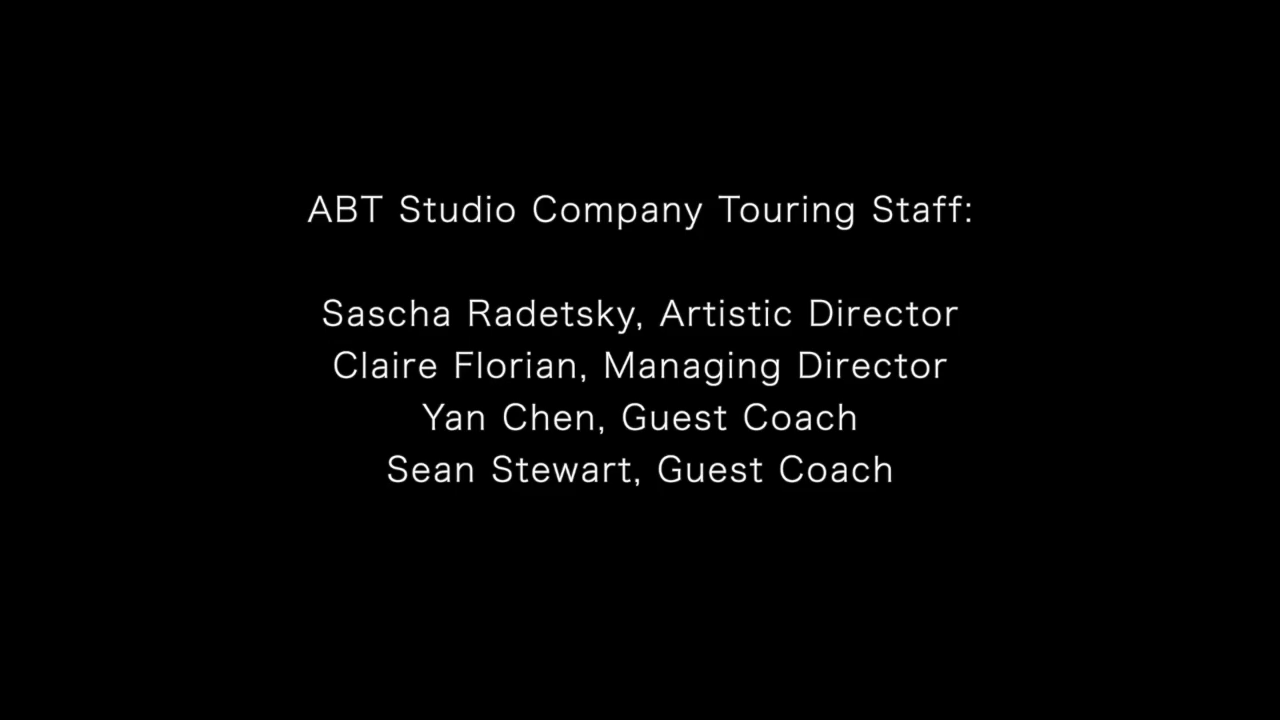 ABT Studio Company Touring Staff:
Sascha Radetsky, Artistic Director
Claire Florian, Managing Director
Yan Chen, Guest Coach
Sean Stewart, Guest Coach